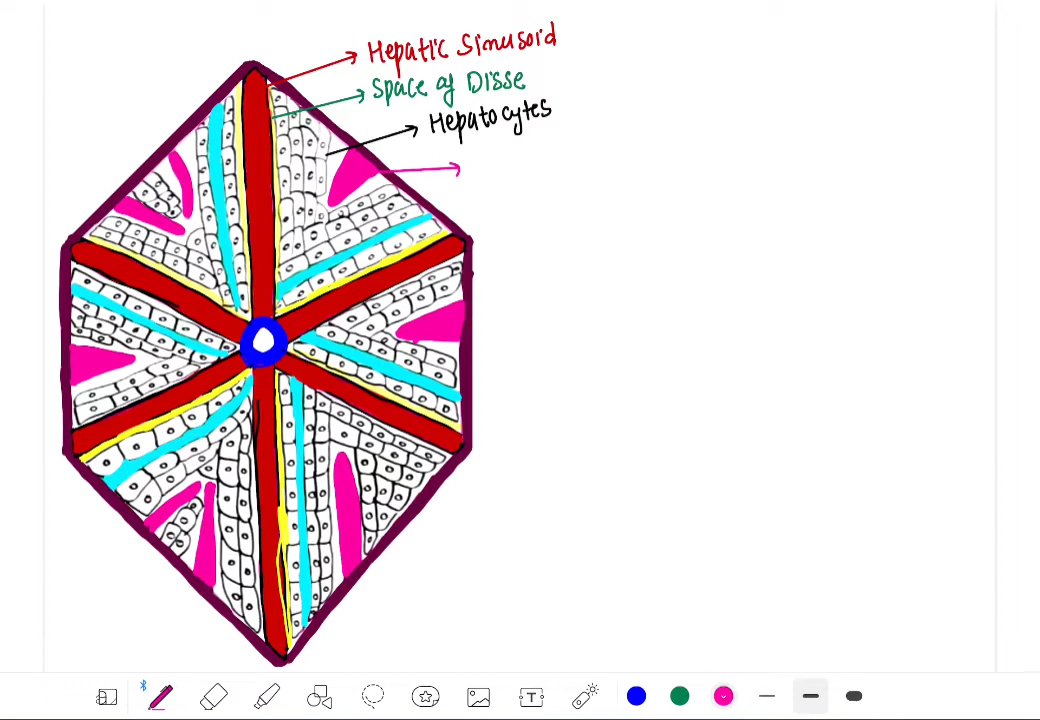 Hepatic Sinusoid
Space of Disse
Hepatocytes
T